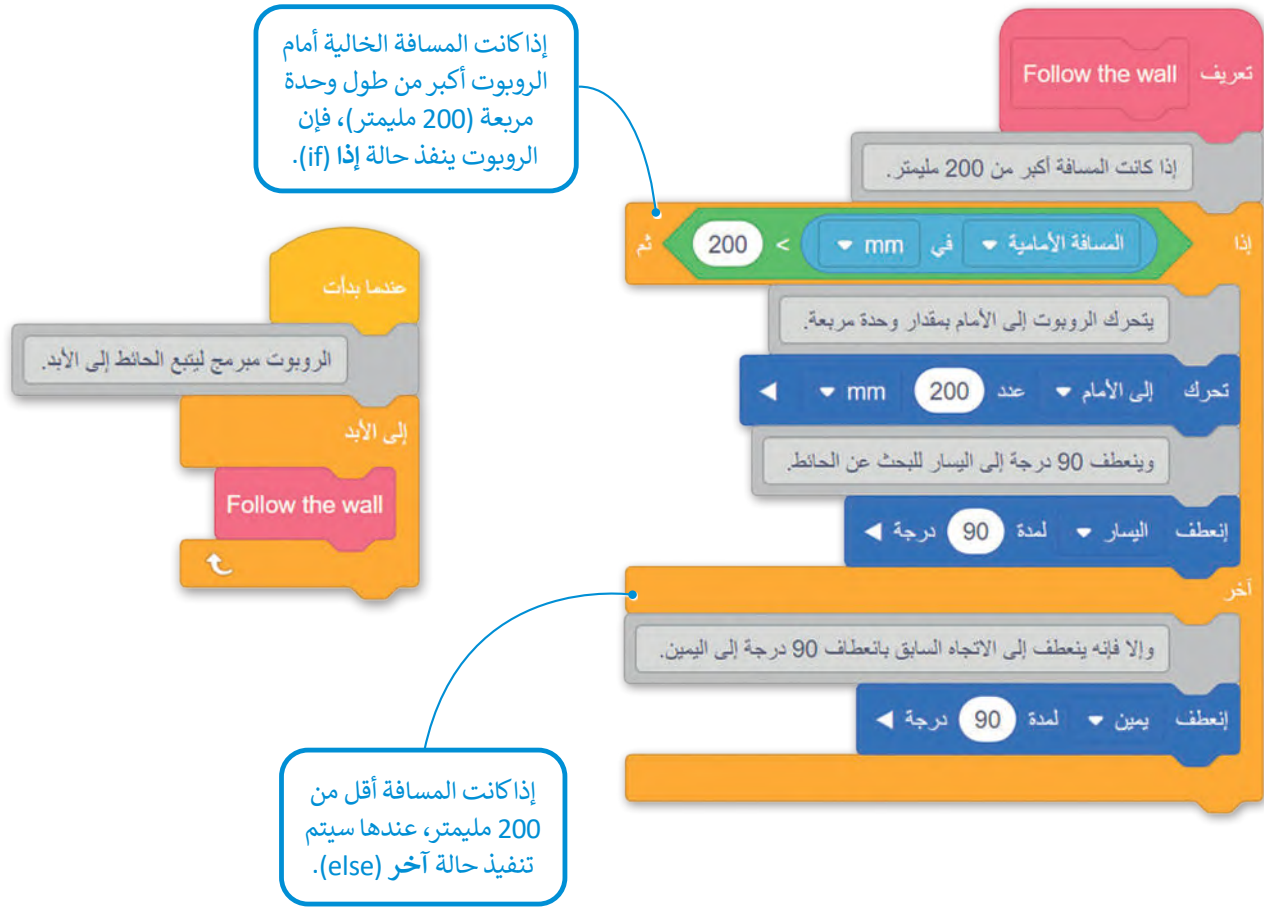 إذا كانت المسافة الخالية أمام
الروبوت أكبر من طول وحدة
مربعة (200 مليمتر)، فإن
الروبوت ينفذ حالة إذا (if).
تعريف Follow the wall
إذا كانت المسافة أكبر من 200 مليمتر.
إذا المسافة الأمامية في mm > 200 ثم
يتحرك الروبوت إلى الأمام بمقدار وحدة مربعة.
تحرك إلى الأمام عدد 200 mm
وينعطف 90 درجة إلى اليسار للبحث عن الحائط.
إنعطف اليسار لمدة 90 درجة
آخر
وإلا فإنه ينعطف إلى الاتجاه السابق بانعطاف 90 درجة إلى اليمين.
إنعطف يمين لمدة 90 درجة
عندما بدأت
الروبوت مبرمج ليتبع الحائط إلى الأبد.
إلى الأبد
Follow the wall
إذا كانت المسافة أقل من
200 مليمتر، عندها سيتم
تنفيذ حالة آخر (else).